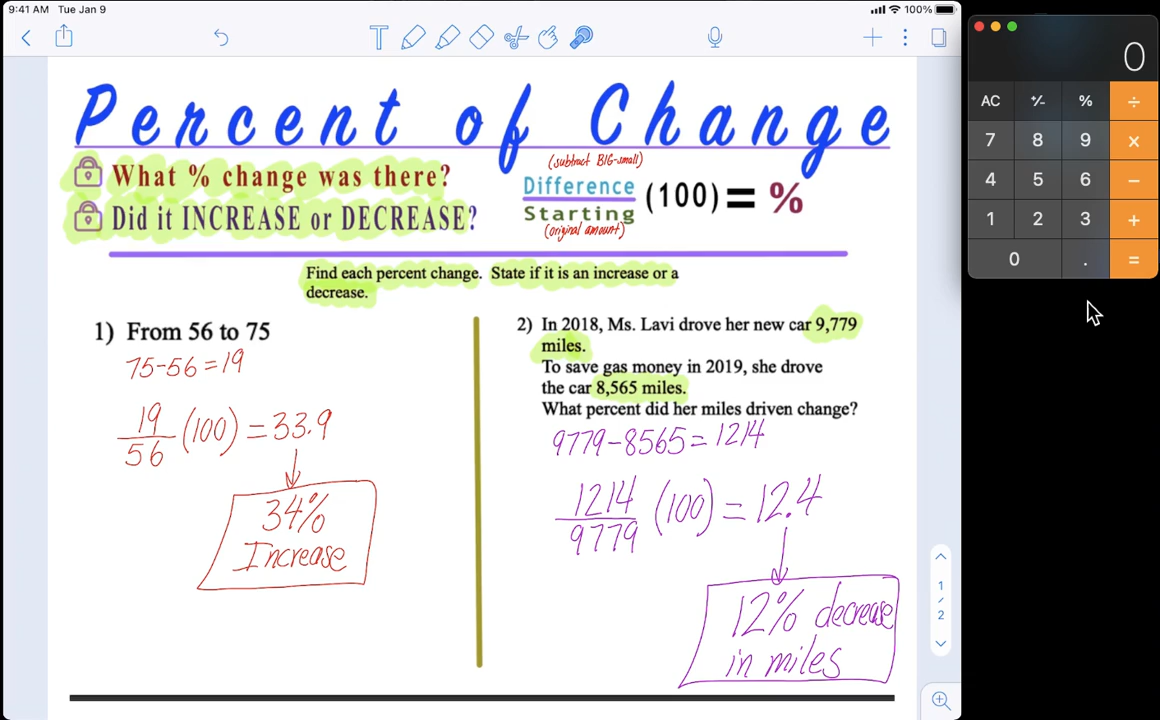 9:41 AM Tue Jan 9
100%
T
Percent of Change
What % change was there?
Did it INCREASE or DECREASE?
(subtract BIG-small)
Difference
Starting
(100) = %
(original amount)
Find each percent change. State if it is an increase or a
decrease.
1) From 56 to 75
75-56=19
19
56
(100) = 33.9
34%
Increase
2) In 2018, Ms. Lavi drove her new car 9,779
miles.
To save gas money in 2019, she drove
the car 8,565 miles.
What percent did her miles driven change?
9779-8565=1214
1214
9779
(100) = 12.4
12% decrease
in miles
1
/
2
0
AC +/- % ÷
7 8 9 ×
4 5 6 −
1 2 3 +
0 . =